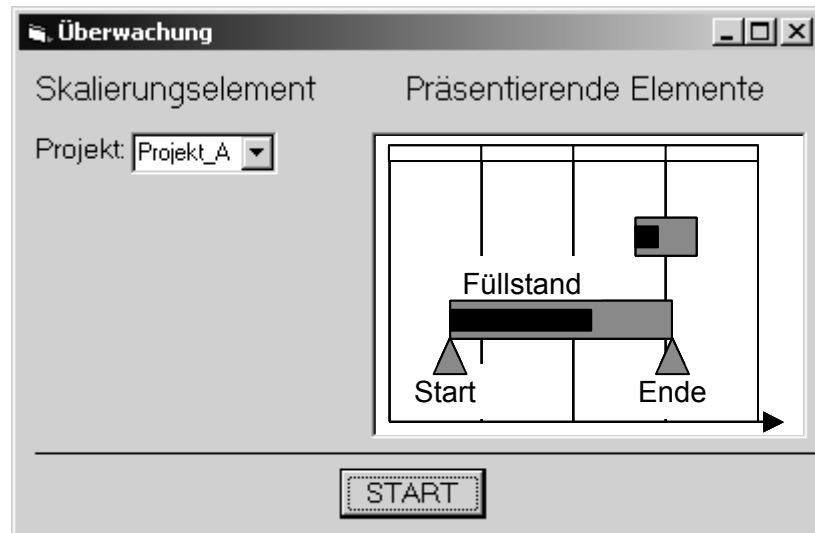 Überwachung
Skalierungselement
Präsentierende Elemente
Projekt: Projekt_A
Füllstand
Start
Ende
START